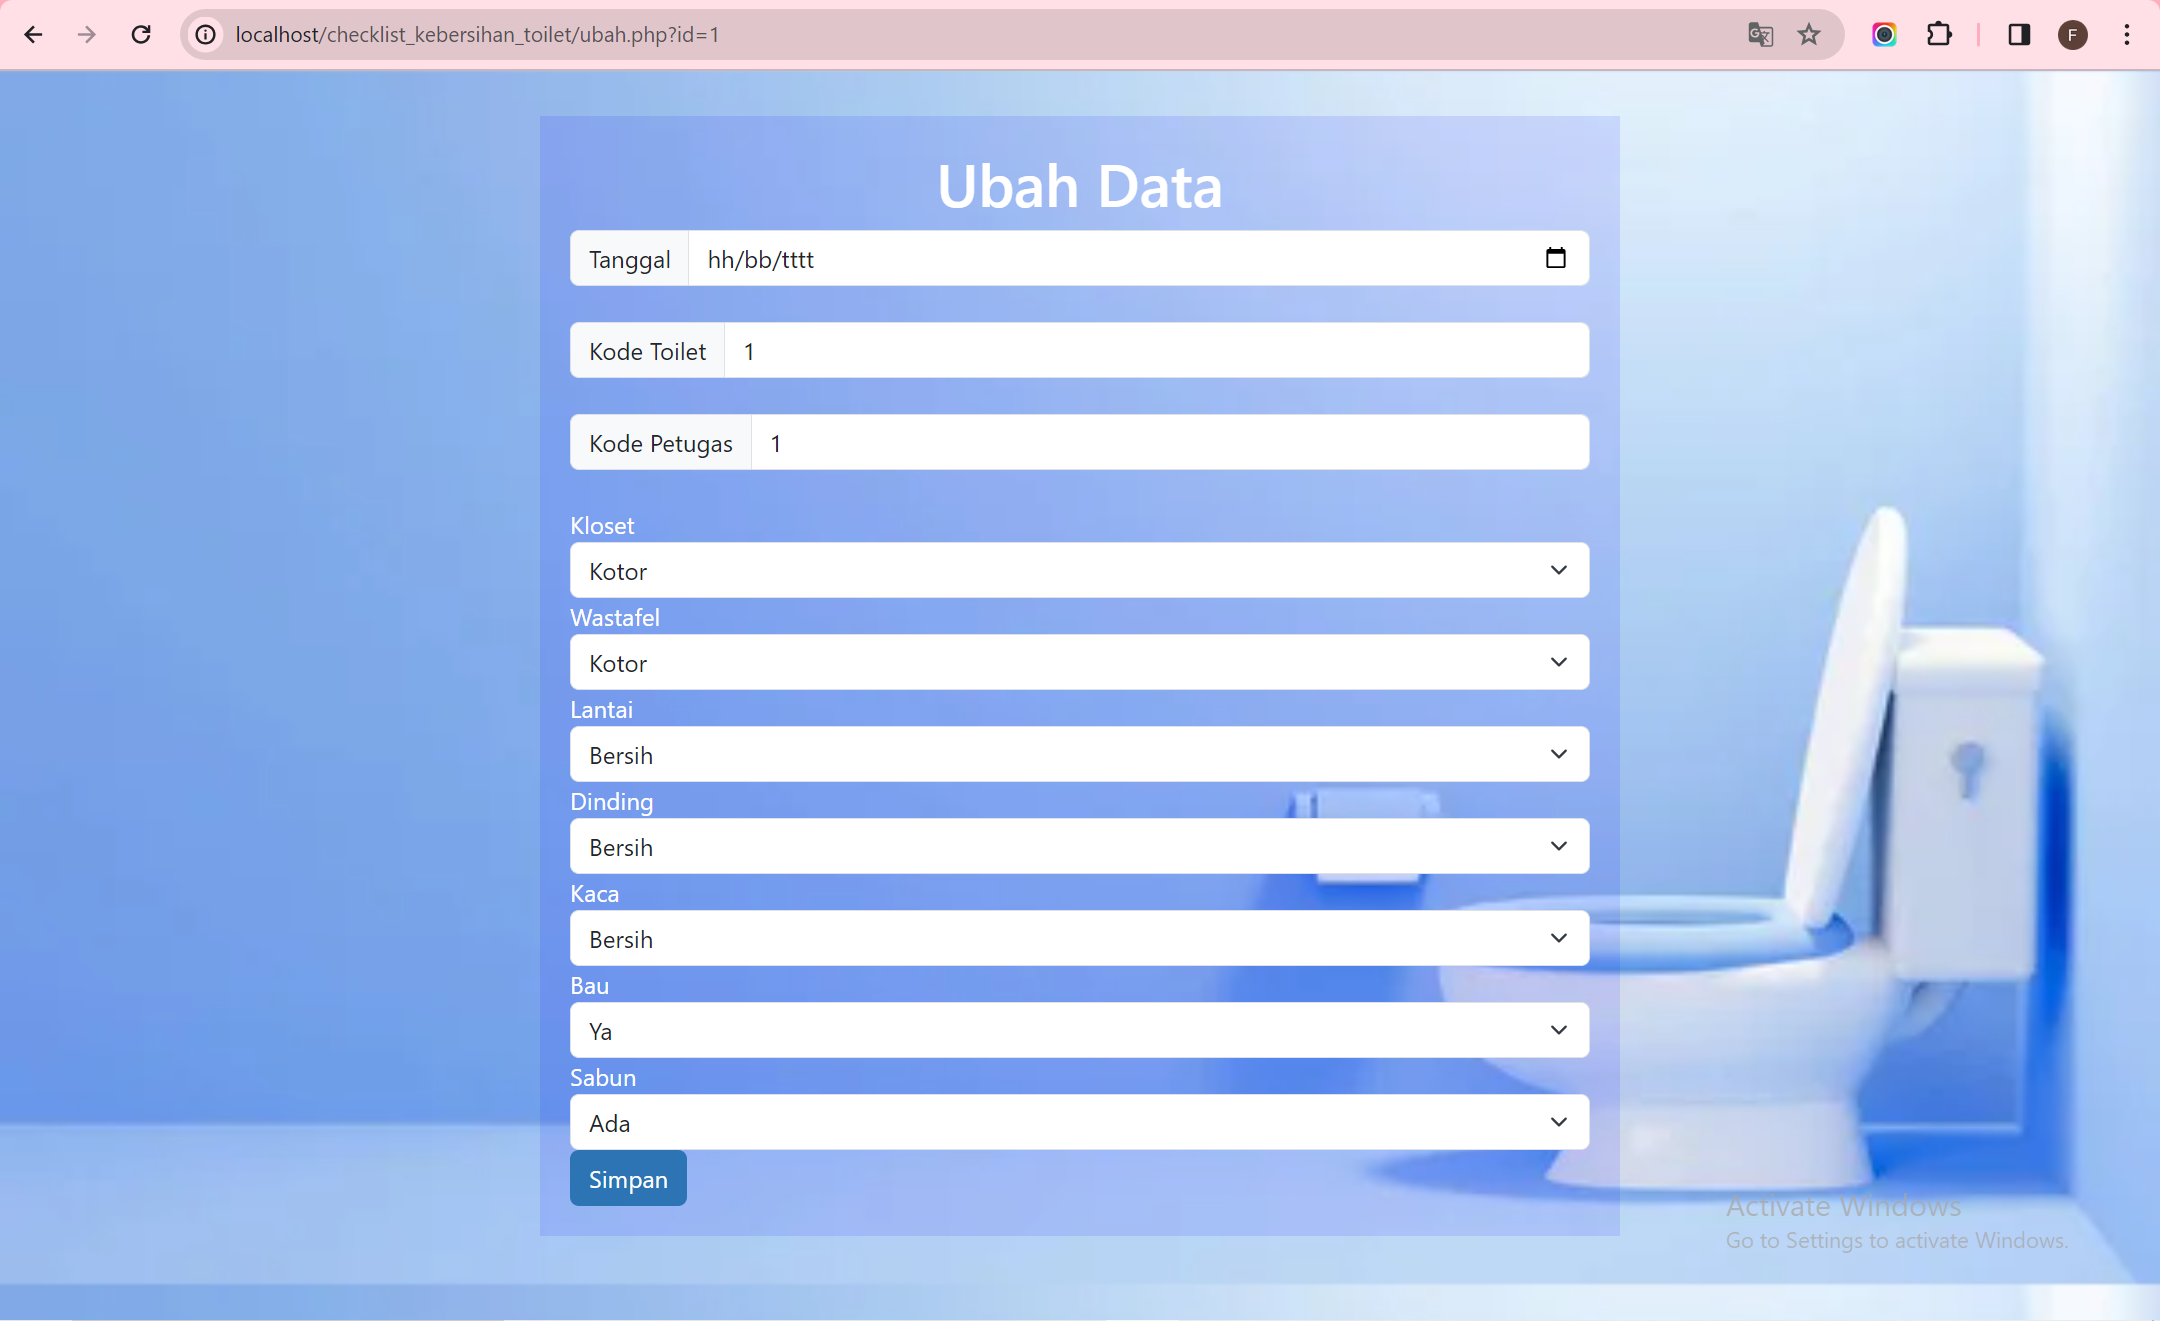 localhost/checklist_kebersihan_toilet/ubah.php?id=1
F
Ubah Data
Tanggal hh/bb/tttt
Kode Toilet 1
Kode Petugas 1
Kloset
Kotor
Wastafel
Kotor
Lantai
Bersih
Dinding
Bersih
Kaca
Bersih
Bau
Ya
Sabun
Ada
Simpan
Activate Windows
Go to Settings to activate Windows.